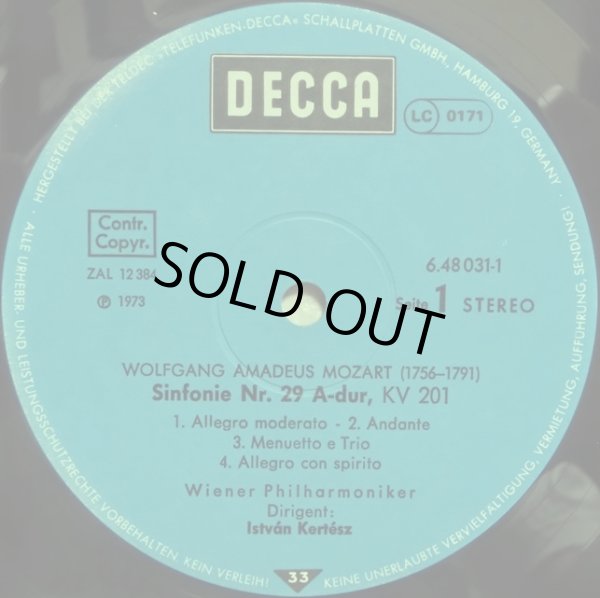 HERGESTELLT BEI DER TELDEC »TELEFUNKEN-DECCA« SCHALLPLATTEN GMBH, HAMBURG 19, GERMANY
DECCA
LC 0171
Contr.
Copyr.
ZAL 12 384
℗ 1973
6.48 031-1
Seite 1 STEREO
SOLD OUT
WOLFGANG AMADEUS MOZART (1756–1791)
Sinfonie Nr. 29 A-dur, KV 201
1. Allegro moderato - 2. Andante
3. Menuetto e Trio
4. Allegro con spirito
Wiener Philharmoniker
Dirigent:
István Kertész
33
ALLE URHEBER- UND LEISTUNGSSCHUTZRECHTE VORBEHALTEN KEIN VERLEIH! KEINE UNERLAUBTE VERVIELFÄLTIGUNG, VERMIETUNG, AUFFÜHRUNG, SENDUNG!